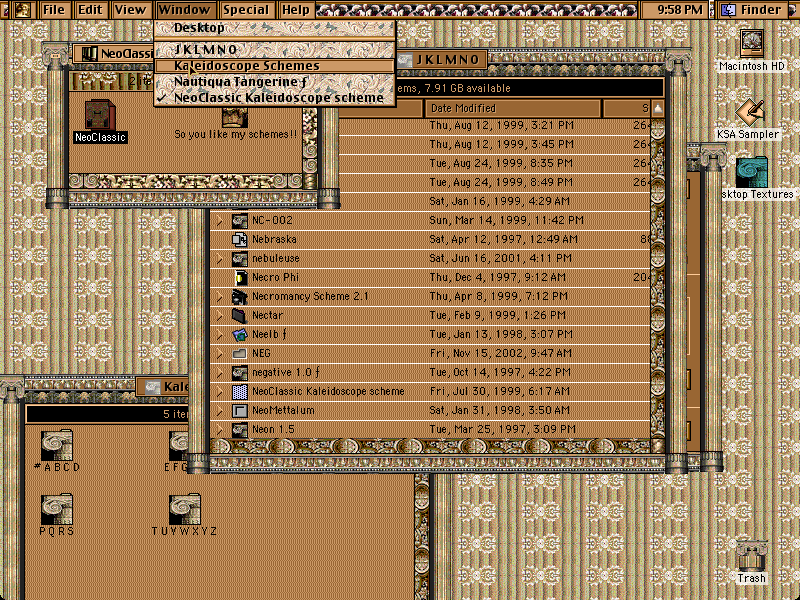 File Edit View Window Special Help 9:58 PM Finder
Desktop
J K L M N O
Kaleidoscope Schemes
Nautiqua Tangerine ƒ
✓ NeoClassic Kaleidoscope scheme
NeoClassi
2 ite
NeoClassic
So you like my schemes!!
J K L M N O
ems, 7.91 GB available
Date Modified S
Thu, Aug 12, 1999, 3:21 PM 264
Thu, Aug 12, 1999, 3:45 PM 264
Tue, Aug 24, 1999, 8:35 PM 264
Tue, Aug 24, 1999, 8:49 PM 264
Sat, Jan 16, 1999, 4:29 AM
NC-002 Sun, Mar 14, 1999, 11:42 PM
Nebraska Sat, Apr 12, 1997, 12:49 AM 88
nebuleuse Sat, Jun 16, 2001, 4:11 PM
Necro Phi Thu, Dec 4, 1997, 9:12 AM 204
Necromancy Scheme 2.1 Thu, Apr 8, 1999, 7:12 PM
Nectar Tue, Feb 9, 1999, 1:26 PM
Neelb ƒ Tue, Jan 13, 1998, 3:07 PM
NEG Fri, Nov 15, 2002, 9:47 AM
negative 1.0 ƒ Tue, Oct 14, 1997, 4:22 PM
NeoClassic Kaleidoscope scheme Fri, Jul 30, 1999, 6:17 AM
NeoMettalum Sat, Jan 31, 1998, 3:50 AM
Neon 1.5 Tue, Mar 25, 1997, 3:09 PM
Kale
5 iter
# A B C D
E F G
P Q R S
T U V W X Y Z
Macintosh HD
KSA Sampler
sktop Textures
Trash